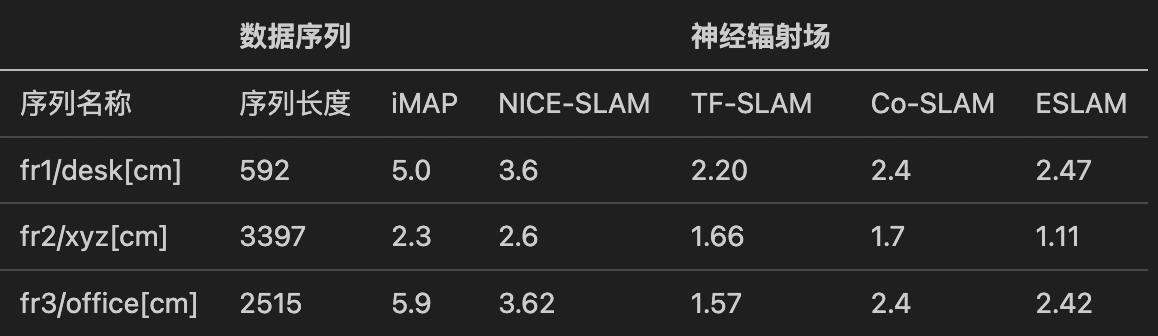 数据序列 神经辐射场
序列名称 序列长度 iMAP NICE-SLAM TF-SLAM Co-SLAM ESLAM
fr1/desk[cm] 592 5.0 3.6 2.20 2.4 2.47
fr2/xyz[cm] 3397 2.3 2.6 1.66 1.7 1.11
fr3/office[cm] 2515 5.9 3.62 1.57 2.4 2.42